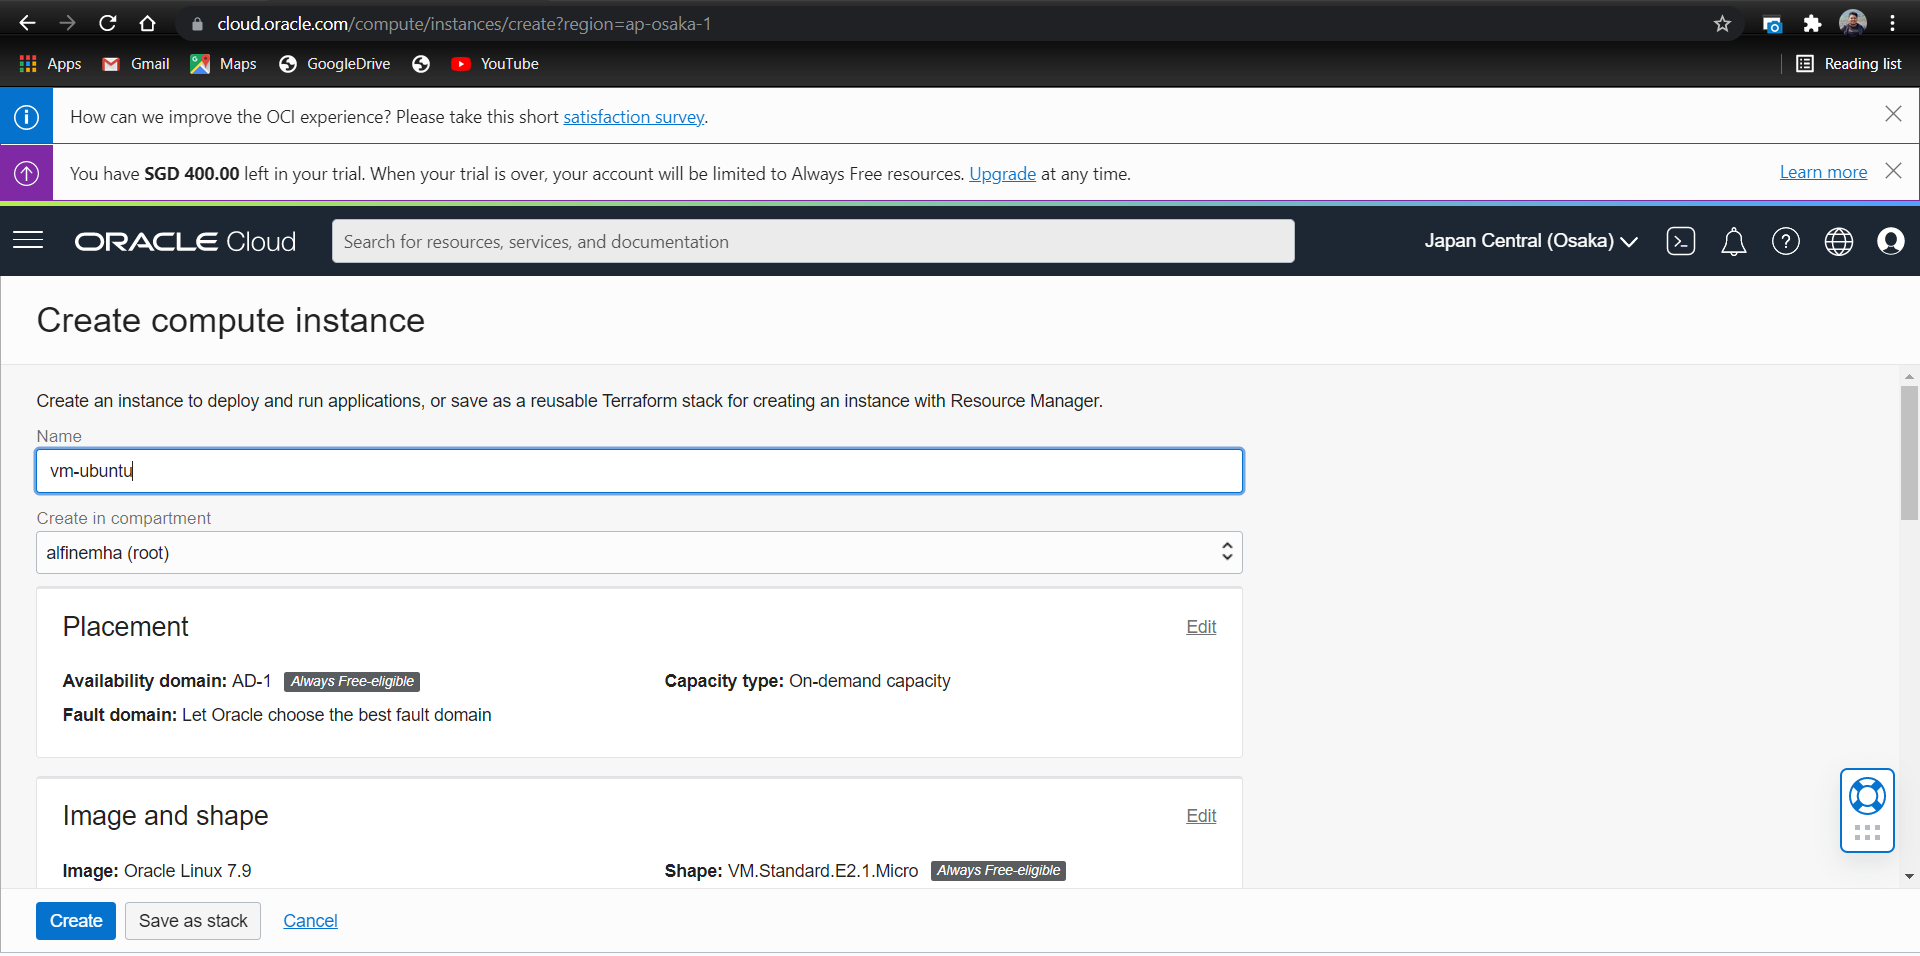 cloud.oracle.com/compute/instances/create?region=ap-osaka-1
Apps Gmail Maps GoogleDrive YouTube Reading list
How can we improve the OCI experience? Please take this short satisfaction survey.
You have SGD 400.00 left in your trial. When your trial is over, your account will be limited to Always Free resources. Upgrade at any time. Learn more
ORACLE Cloud Search for resources, services, and documentation Japan Central (Osaka)
Create compute instance
Create an instance to deploy and run applications, or save as a reusable Terraform stack for creating an instance with Resource Manager.
Name
vm-ubuntu
Create in compartment
alfinemha (root)
Placement Edit
Availability domain: AD-1 Always Free-eligible Capacity type: On-demand capacity
Fault domain: Let Oracle choose the best fault domain
Image and shape Edit
Image: Oracle Linux 7.9 Shape: VM.Standard.E2.1.Micro Always Free-eligible
Create Save as stack Cancel